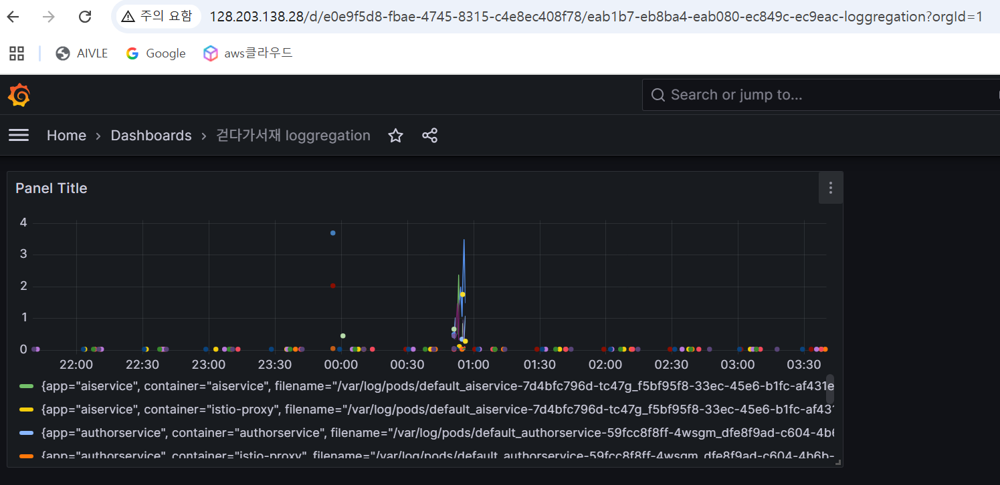 주의 요함 128.203.138.28/d/e0e9f5d8-fbae-4745-8315-c4e8ec408f78/eab1b7-eb8ba4-eab080-ec849c-ec9eac-loggregation?orgId=1
AIVLE Google aws클라우드
Search or jump to...
Home › Dashboards › 걷다가서재 loggregation
Panel Title
4
3
2
1
0
22:00 22:30 23:00 23:30 00:00 00:30 01:00 01:30 02:00 02:30 03:00 03:30
{app="aiservice", container="aiservice", filename="/var/log/pods/default_aiservice-7d4bfc796d-tc47g_f5bf95f8-33ec-45e6-b1fc-af431e
{app="aiservice", container="istio-proxy", filename="/var/log/pods/default_aiservice-7d4bfc796d-tc47g_f5bf95f8-33ec-45e6-b1fc-af431
{app="authorservice", container="authorservice", filename="/var/log/pods/default_authorservice-59fcc8f8ff-4wsgm_dfe8f9ad-c604-4b6
{app="authorservice", container="istio-proxy", filename="/var/log/pods/default_authorservice-59fcc8f8ff-4wsgm_dfe8f9ad-c604-4b6b-